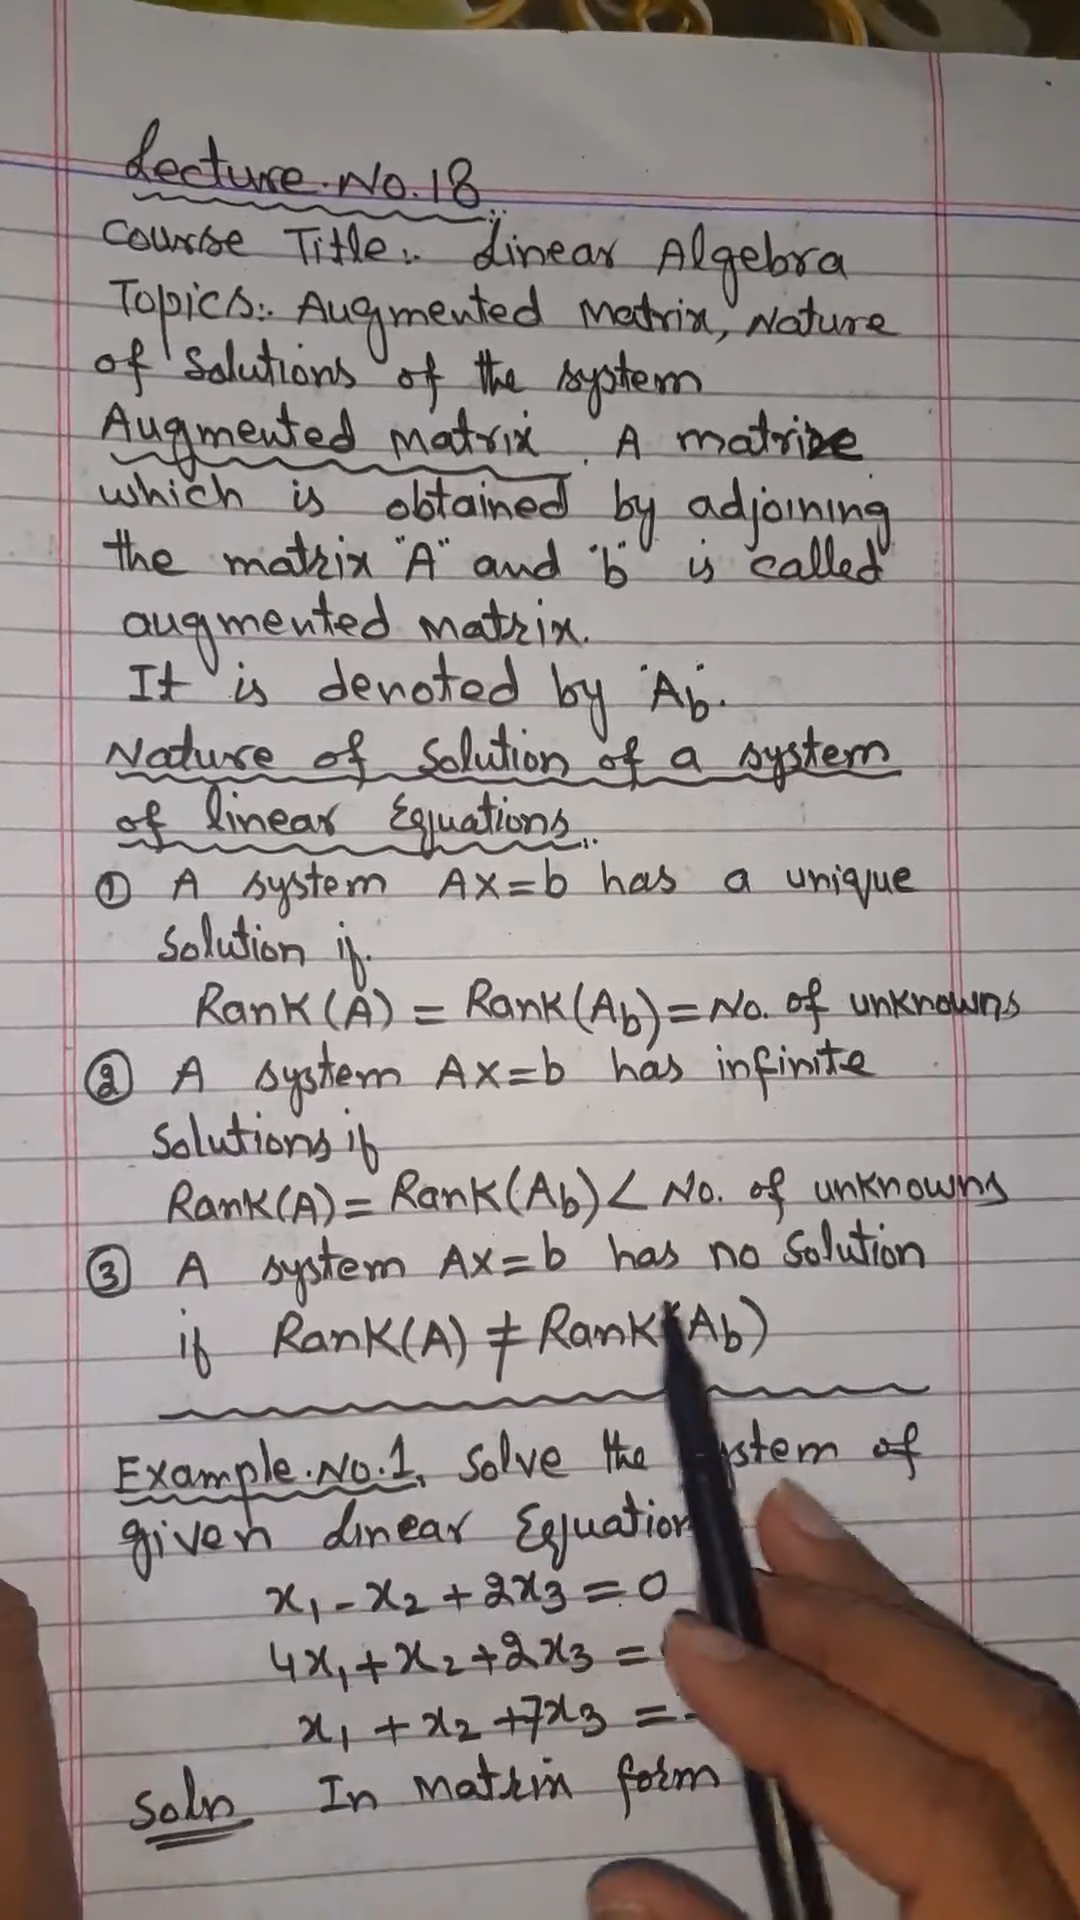 Lecture.No.18
Course Title:. Linear Algebra
Topics:. Augmented Matrix, Nature
of Solutions of the system
Augmented Matrix. A matrix
which is obtained by adjoining
the matrix "A" and "b" is called
augmented matrix.
It is denoted by "Ab".
Nature of Solution of a system
of linear Equations..
① A system AX=b has a unique
Solution if.
Rank(A) = Rank(Ab)=No. of unknowns
② A system AX=b has infinite
Solutions if
Rank(A)= Rank(Ab)< No. of unknowns
③ A system AX=b has no Solution
if Rank(A) ≠ Rank(Ab)
Example.No.1. Solve the
given Linear
x₁-x₂+2x₃=0
4x₁+x₂+2x₃=
x₁+x₂+7x₃=
Soln In Matrix form